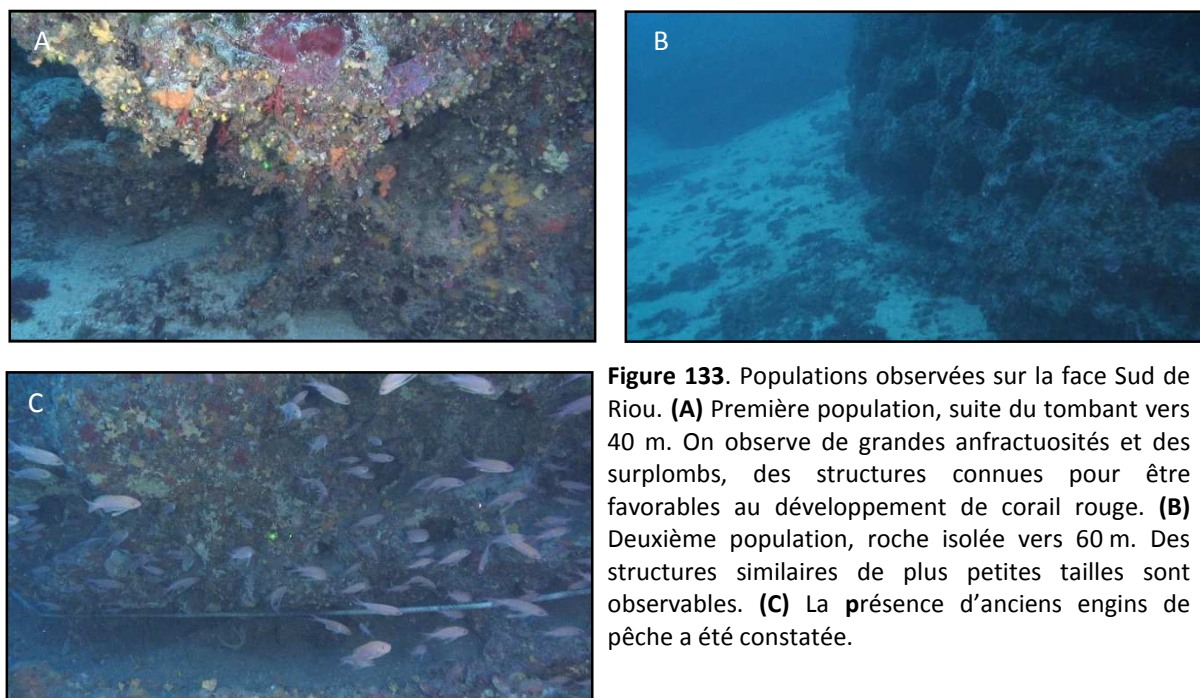 A
B
C
Figure 133. Populations observées sur la face Sud de
Riou. (A) Première population, suite du tombant vers
40 m. On observe de grandes anfractuosités et des
surplombs, des structures connues pour être
favorables au développement de corail rouge. (B)
Deuxième population, roche isolée vers 60 m. Des
structures similaires de plus petites tailles sont
observables. (C) La présence d'anciens engins de
pêche a été constatée.